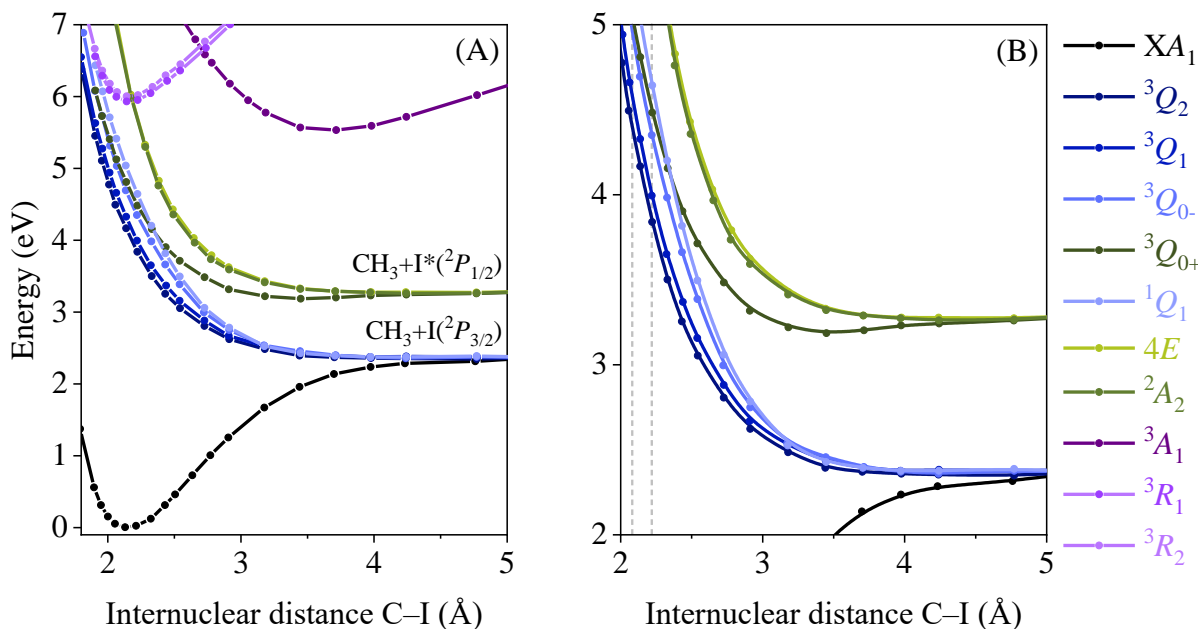 (A)
7
6
5
4
3
2
1
0
Energy (eV)
CH₃+I*(²P₁/₂)
CH₃+I(²P₃/₂)
2
3
4
5
Internuclear distance C–I (Å)
(B)
5
4
3
2
2
3
4
5
Internuclear distance C–I (Å)
XA₁
³Q₂
³Q₁
³Q₀₋
³Q₀₊
¹Q₁
4E
²A₂
³A₁
³R₁
³R₂